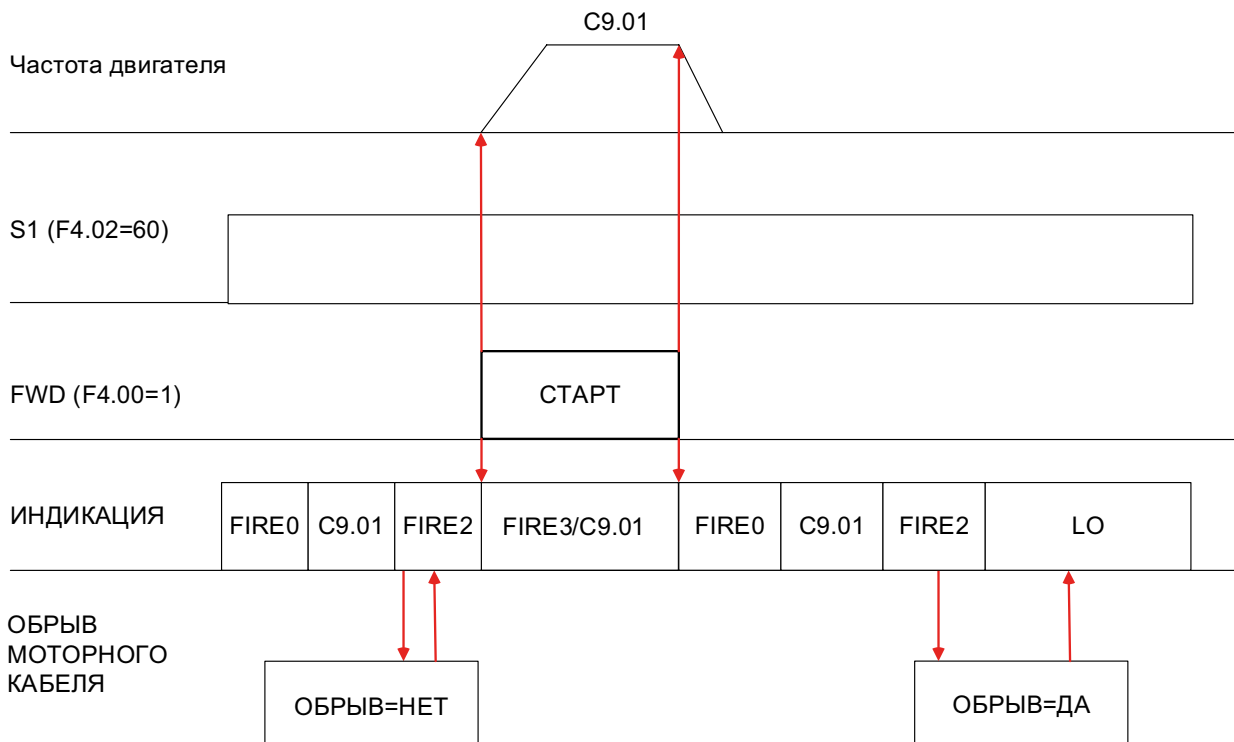 C9.01
Частота двигателя
S1 (F4.02=60)
FWD (F4.00=1)
СТАРТ
ИНДИКАЦИЯ
FIRE0 C9.01 FIRE2 FIRE3/C9.01 FIRE0 C9.01 FIRE2 LO
ОБРЫВ
МОТОРНОГО
КАБЕЛЯ
ОБРЫВ=НЕТ
ОБРЫВ=ДА